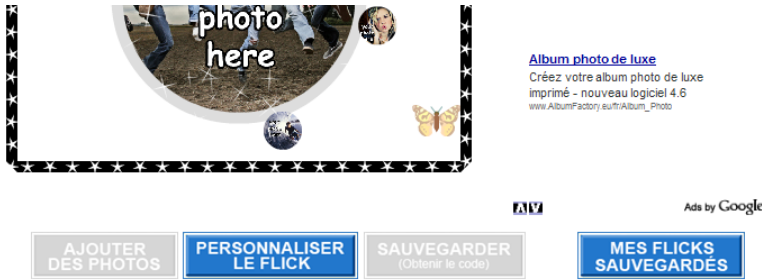 photo
here
Album photo de luxe
Créez votre album photo de luxe
imprimé - nouveau logiciel 4.6
www.AlbumFactory.eu/fr/Album_Photo
Ads by Google
AJOUTER
DES PHOTOS
PERSONNALISER
LE FLICK
SAUVEGARDER
(Obtenir le code)
MES FLICKS
SAUVEGARDÉS